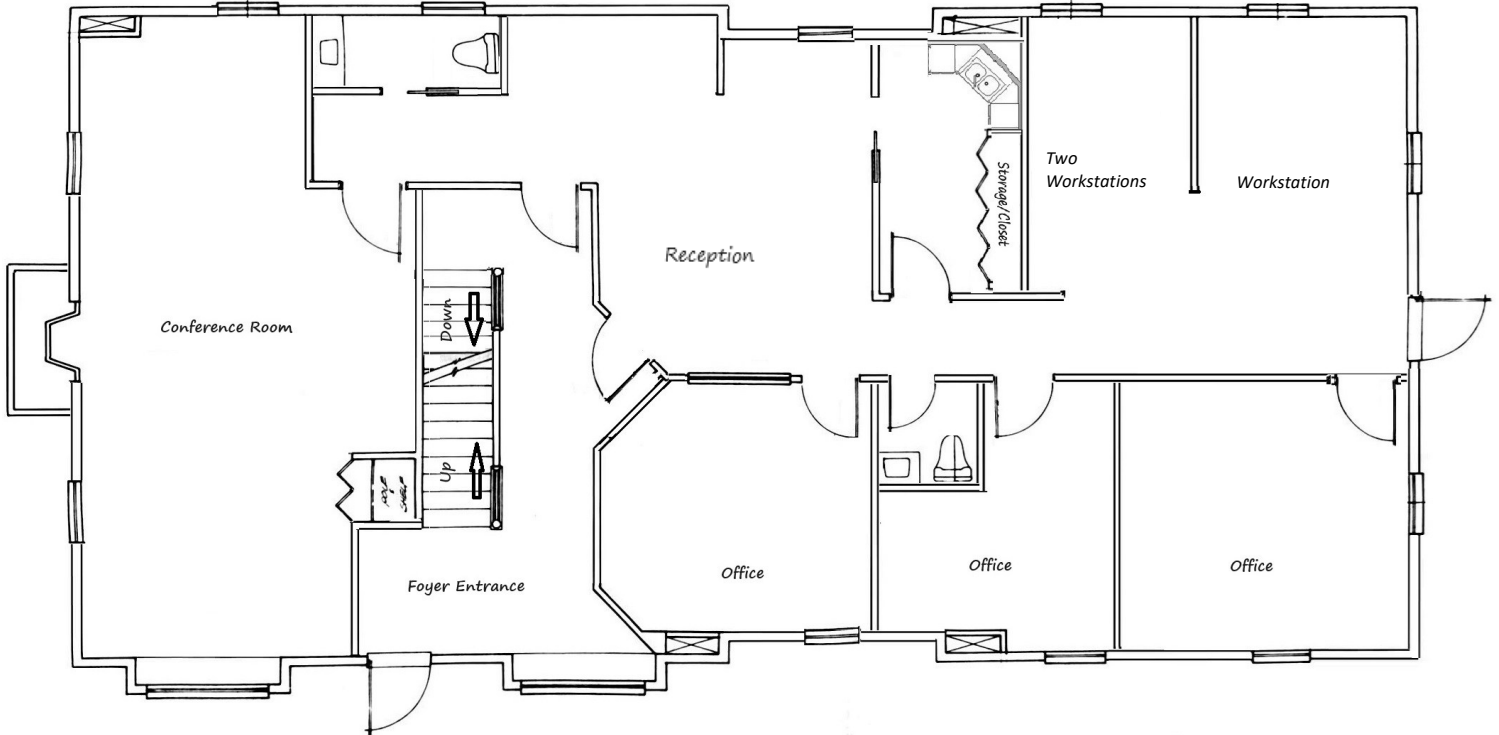 Two
Workstations
Workstation
Storage/Closet
Reception
Down
Conference Room
Up
Foyer Entrance
Office
Office
Office